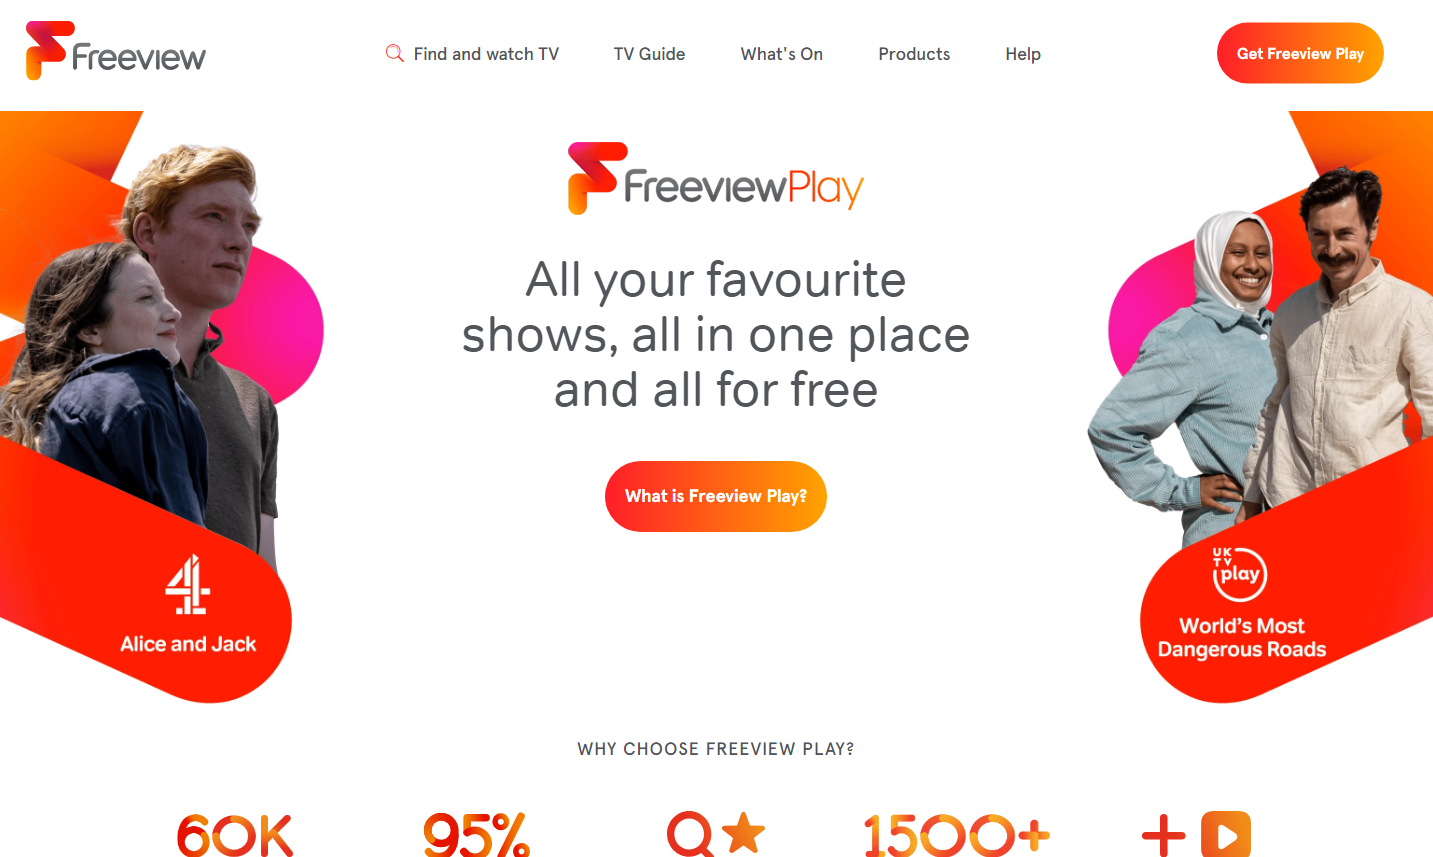 Freeview
Find and watch TV
TV Guide
What's On
Products
Help
Get Freeview Play
FreeviewPlay
All your favourite
shows, all in one place
and all for free
What is Freeview Play?
4
Alice and Jack
UK
TV
play
World's Most
Dangerous Roads
WHY CHOOSE FREEVIEW PLAY?
60K
95%
1500+